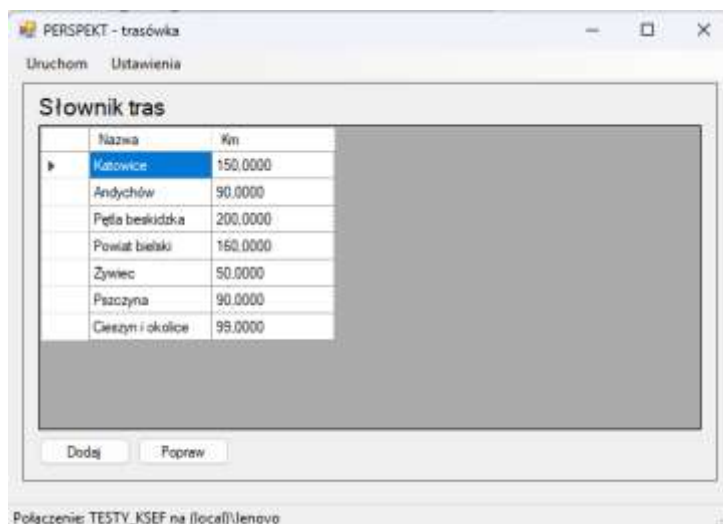 PERSPEKT - trasówka
Uruchom Ustawienia
Słownik tras
Nazwa Km
Katowice 150,0000
Andychów 90,0000
Pętla beskidzka 200,0000
Powiat bielski 160,0000
Żywiec 50,0000
Pszczyna 90,0000
Cieszyn i okolice 99,0000
Dodaj Popraw
Połączenie: TESTY_KSEF na (local)\lenovo